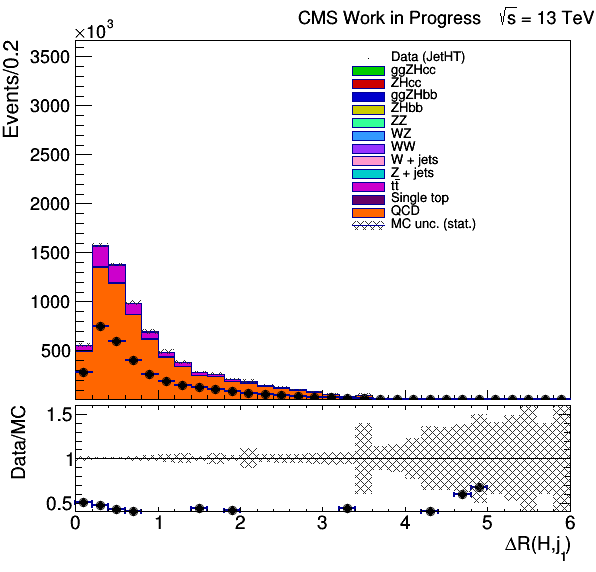 CMS Work in Progress √s = 13 TeV
×10³
Events/0.2
3500
3000
2500
2000
1500
1000
500
Data (JetHT)
ggZHcc
ZHcc
ggZHbb
ZHbb
ZZ
WZ
WW
W + jets
Z + jets
tt̄
Single top
QCD
MC unc. (stat.)
Data/MC
1.5
1
0.5
0 1 2 3 4 5 6
ΔR(H,j₁)